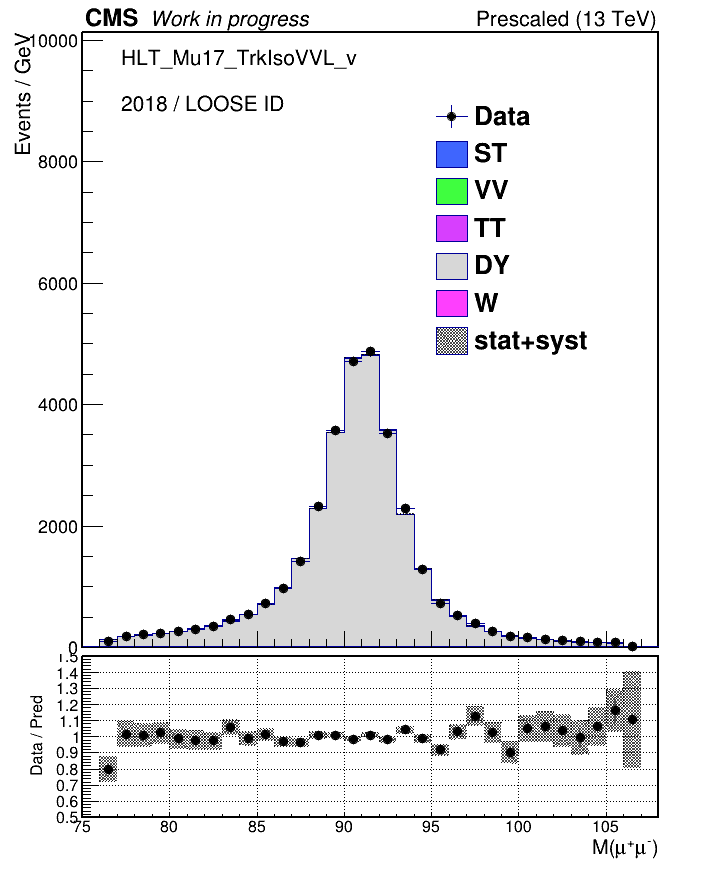 CMS Work in progress Prescaled (13 TeV)
Events / GeV
10000
8000
6000
4000
2000
0
HLT_Mu17_TrkIsoVVL_v
2018 / LOOSE ID
Data
ST
VV
TT
DY
W
stat+syst
Data / Pred
1.5
1.4
1.3
1.2
1.1
1
0.9
0.8
0.7
0.6
0.5
75 80 85 90 95 100 105
M(μ⁺μ⁻)